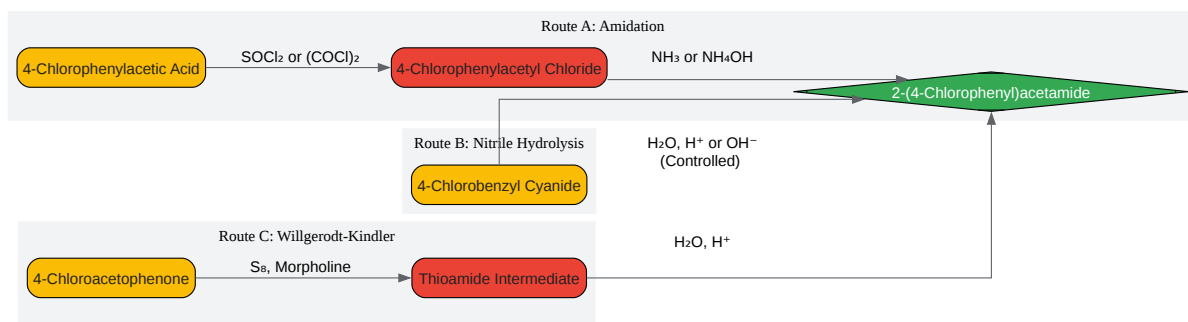 Route A: Amidation
4-Chlorophenylacetic Acid
SOCl₂ or (COCl)₂
4-Chlorophenylacetyl Chloride
NH₃ or NH₄OH
2-(4-Chlorophenyl)acetamide
Route B: Nitrile Hydrolysis
4-Chlorobenzyl Cyanide
H₂O, H⁺ or OH⁻
(Controlled)
Route C: Willgerodt-Kindler
4-Chloroacetophenone
S₈, Morpholine
Thioamide Intermediate
H₂O, H⁺